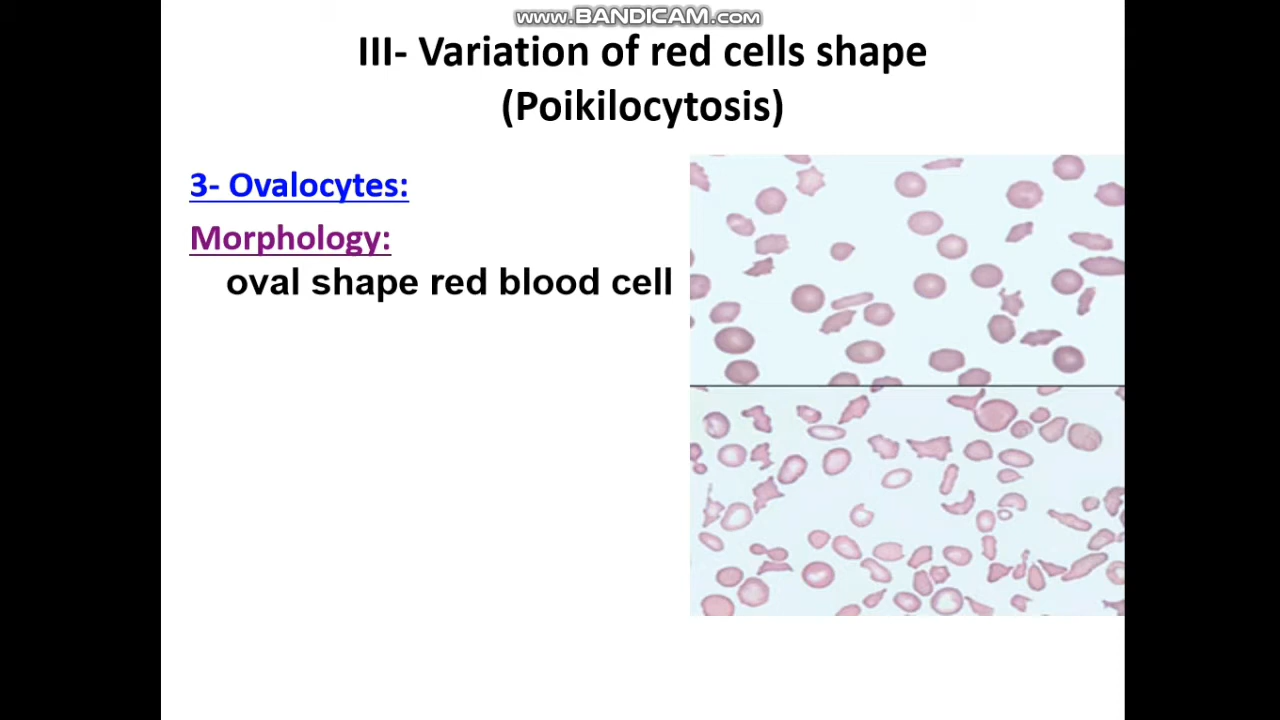 www.BANDICAM.com
III- Variation of red cells shape
(Poikilocytosis)
3- Ovalocytes:
Morphology:
oval shape red blood cell